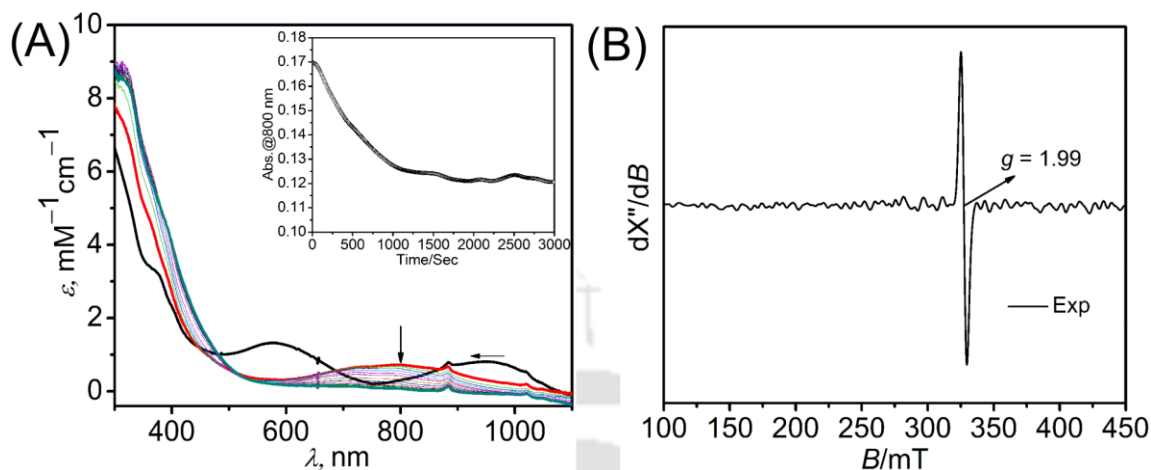 (A)
10
8
6
4
2
0
ε, mM⁻¹cm⁻¹
400 600 800 1000
λ, nm
0.18
0.17
0.16
0.15
0.14
0.13
0.12
0.11
0.10
Abs.@800 nm
0 500 1000 1500 2000 2500 3000
Time/Sec
(B)
dX"/dB
g = 1.99
Exp
100 150 200 250 300 350 400 450
B/mT